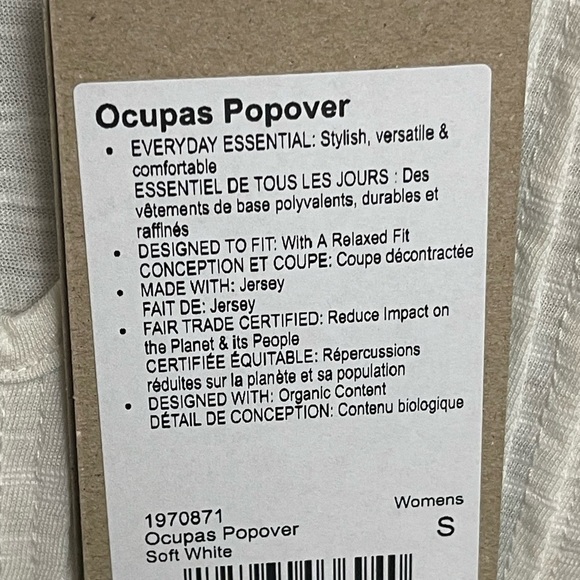 Ocupas Popover
• EVERYDAY ESSENTIAL: Stylish, versatile &
comfortable
ESSENTIEL DE TOUS LES JOURS : Des
vêtements de base polyvalents, durables et
raffinés
• DESIGNED TO FIT: With A Relaxed Fit
CONCEPTION ET COUPE: Coupe décontractée
• MADE WITH: Jersey
FAIT DE: Jersey
• FAIR TRADE CERTIFIED: Reduce Impact on
the Planet & its People
CERTIFIÉE ÉQUITABLE: Répercussions
réduites sur la planète et sa population
• DESIGNED WITH: Organic Content
DÉTAIL DE CONCEPTION: Contenu biologique
1970871
Ocupas Popover
Soft White
Womens
S